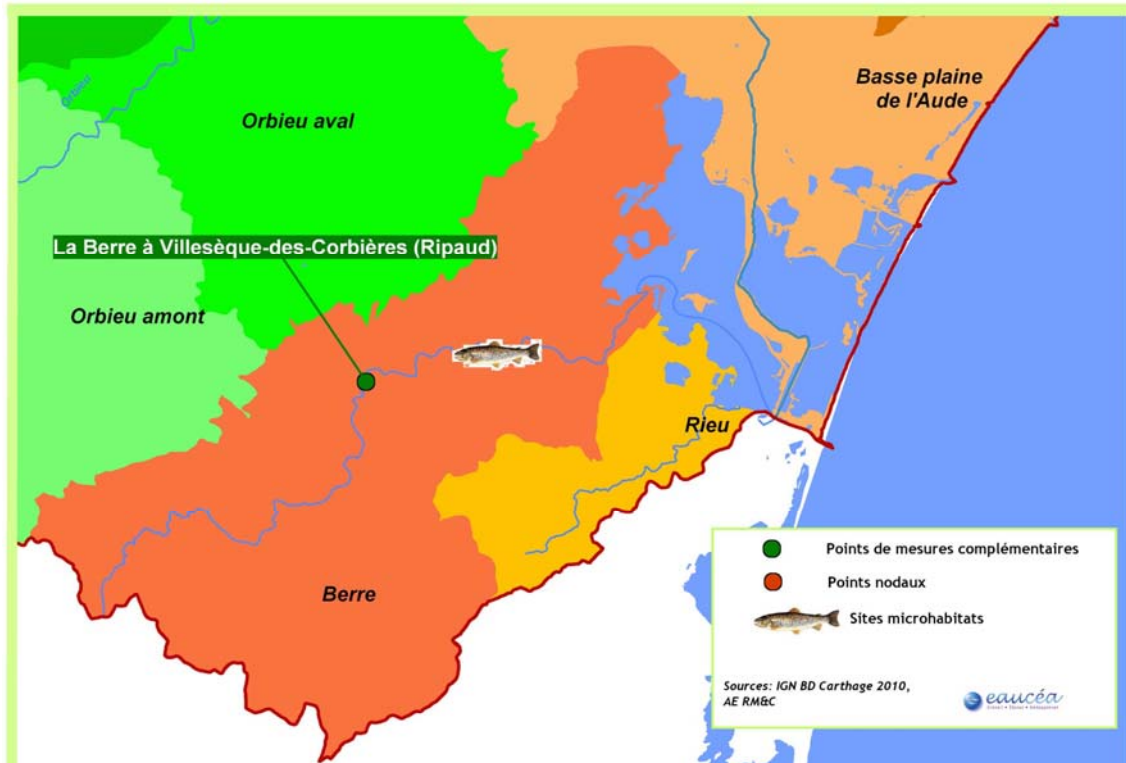 Orbieu
Orbieu aval
Basse plaine
de l'Aude
La Berre à Villesèque-des-Corbières (Ripaud)
Orbieu amont
Rieu
Berre
Points de mesures complémentaires
Points nodaux
Sites microhabitats
Sources: IGN BD Carthage 2010,
AE RM&C
eaucéa